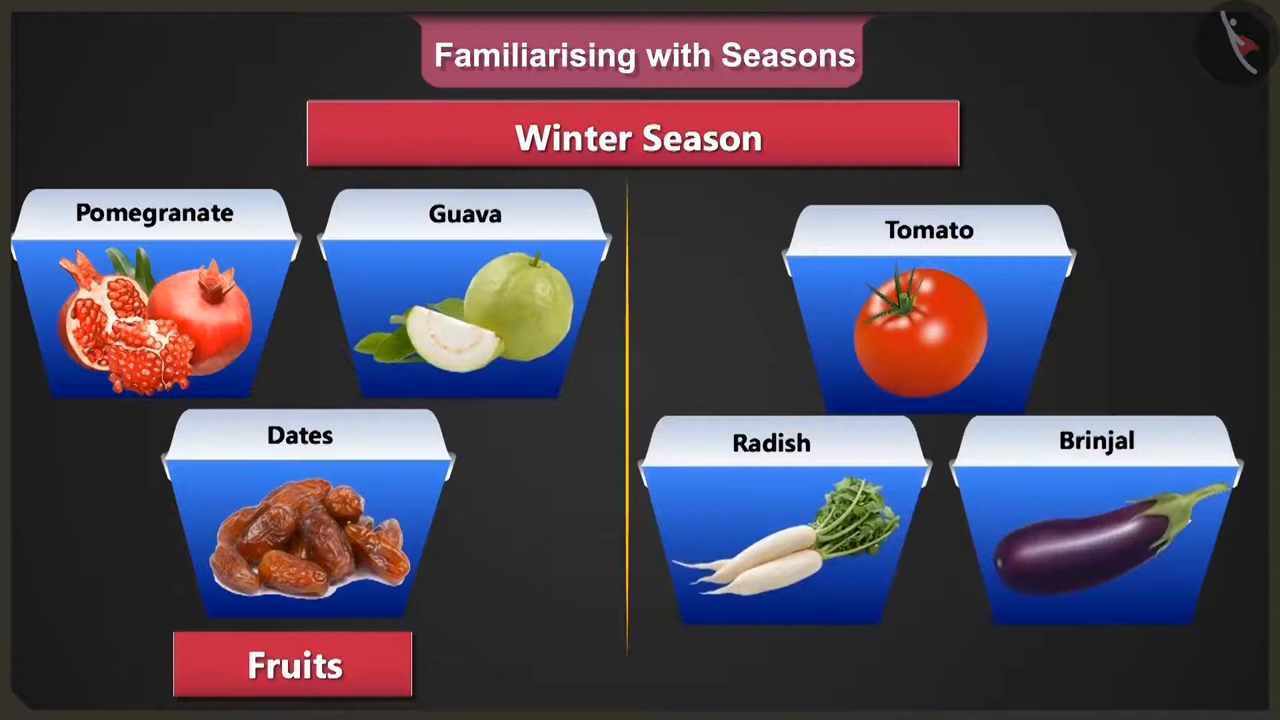 Familiarising with Seasons
Winter Season
Pomegranate
Guava
Dates
Fruits
Tomato
Radish
Brinjal